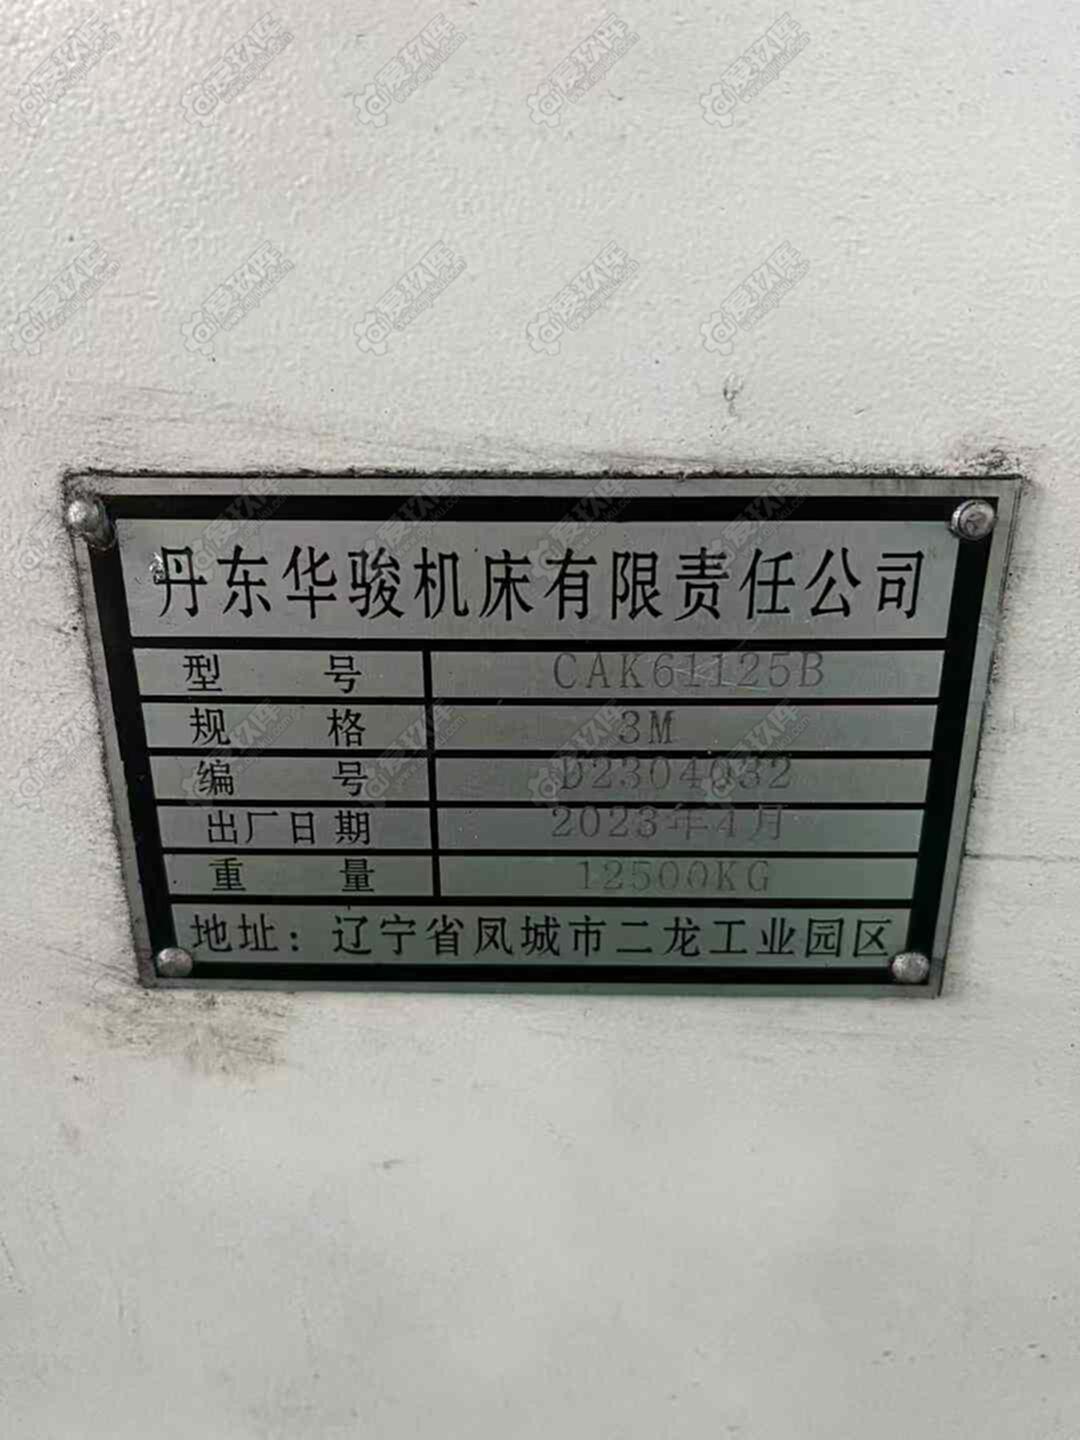 丹东华骏机床有限责任公司
型 号 CAK61125B
规 格 3M
编 号 D2304032
出厂日期 2023年4月
重 量 12500KG
地址：辽宁省凤城市二龙工业园区